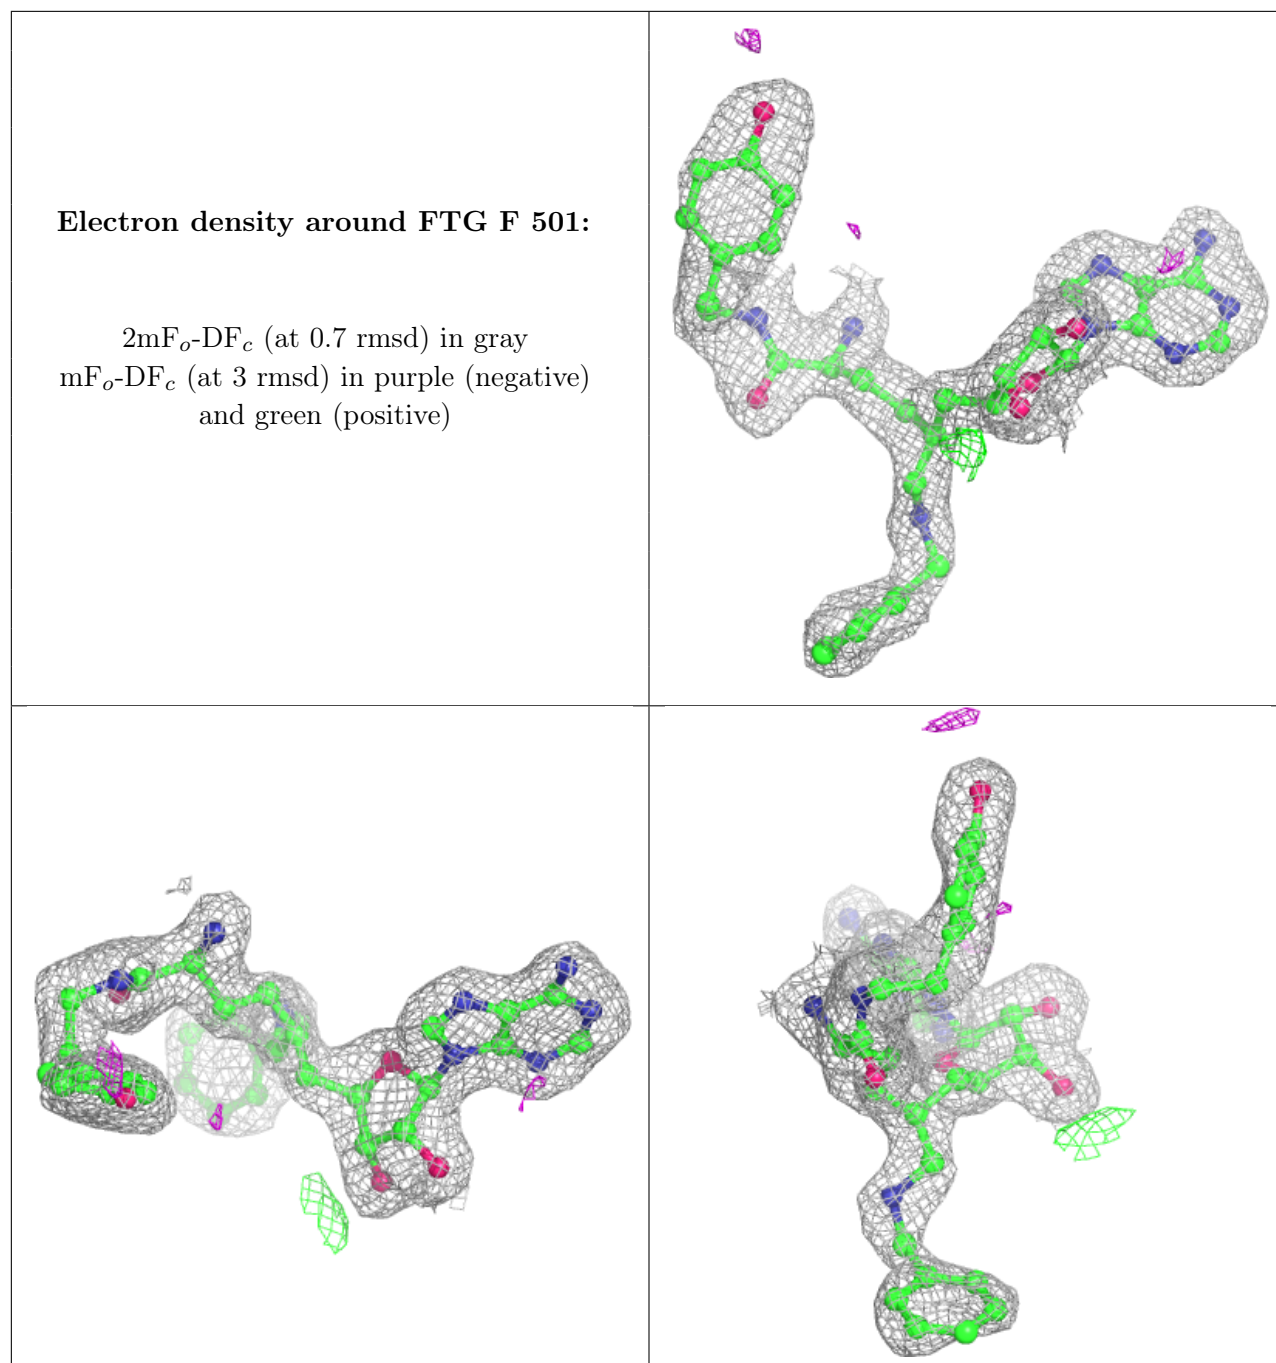 Electron density around FTG F 501:
2mFₒ-DF𝒸 (at 0.7 rmsd) in gray
mFₒ-DF𝒸 (at 3 rmsd) in purple (negative)
and green (positive)